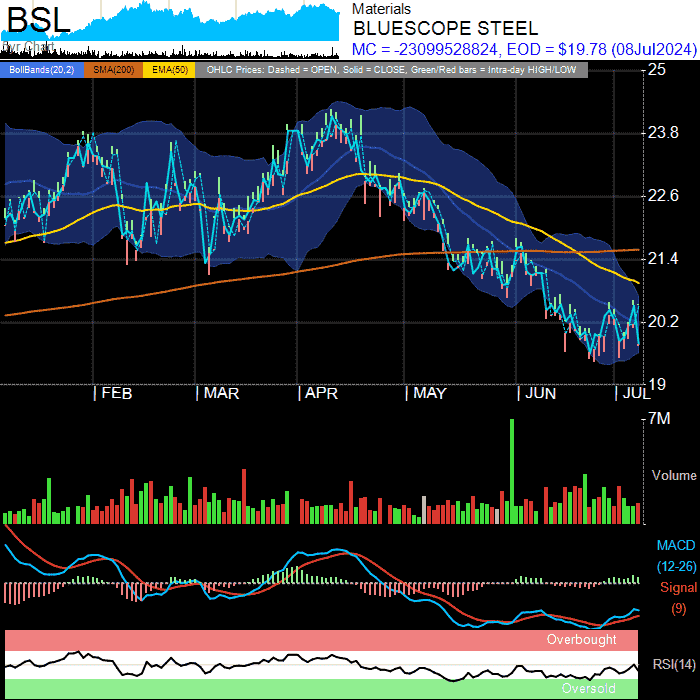 BSL
Materials
BLUESCOPE STEEL
MC = -23099528824, EOD = $19.78 (08Jul2024)
BollBands(20,2) SMA(200) EMA(50) OHLC Prices: Dashed = OPEN, Solid = CLOSE, Green/Red bars = Intra-day HIGH/LOW
25
23.8
22.6
21.4
20.2
19
| FEB | MAR | APR | MAY | JUN | JUL
7M
Volume
MACD
(12-26)
Signal
(9)
Overbought
RSI(14)
Oversold